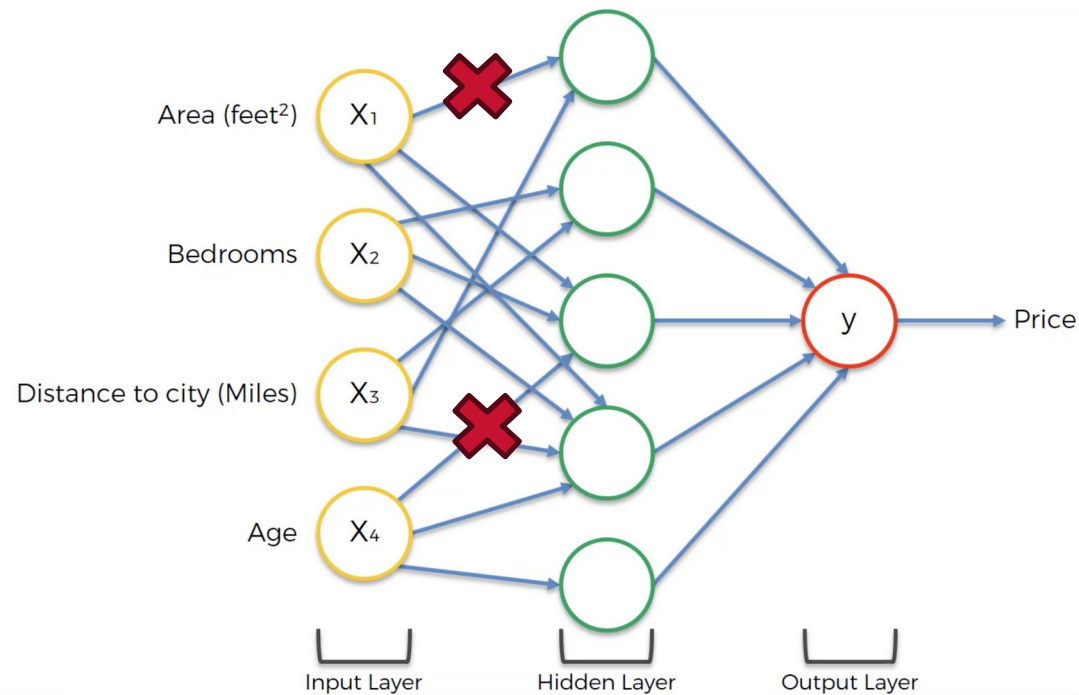 Area (feet²)
X₁
Bedrooms
X₂
Distance to city (Miles)
X₃
Age
X₄
y
Price
Input Layer
Hidden Layer
Output Layer